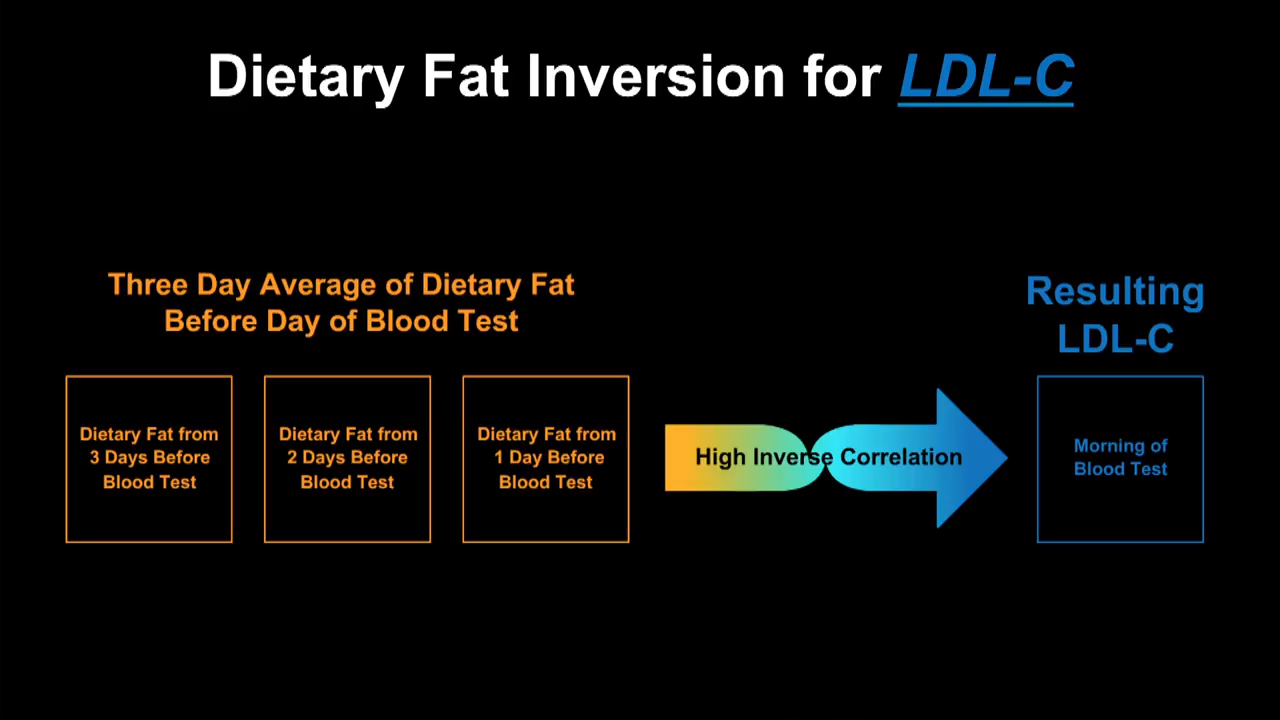 Dietary Fat Inversion for LDL-C
Three Day Average of Dietary Fat
Before Day of Blood Test
Resulting
LDL-C
Dietary Fat from
3 Days Before
Blood Test
Dietary Fat from
2 Days Before
Blood Test
Dietary Fat from
1 Day Before
Blood Test
High Inverse Correlation
Morning of
Blood Test